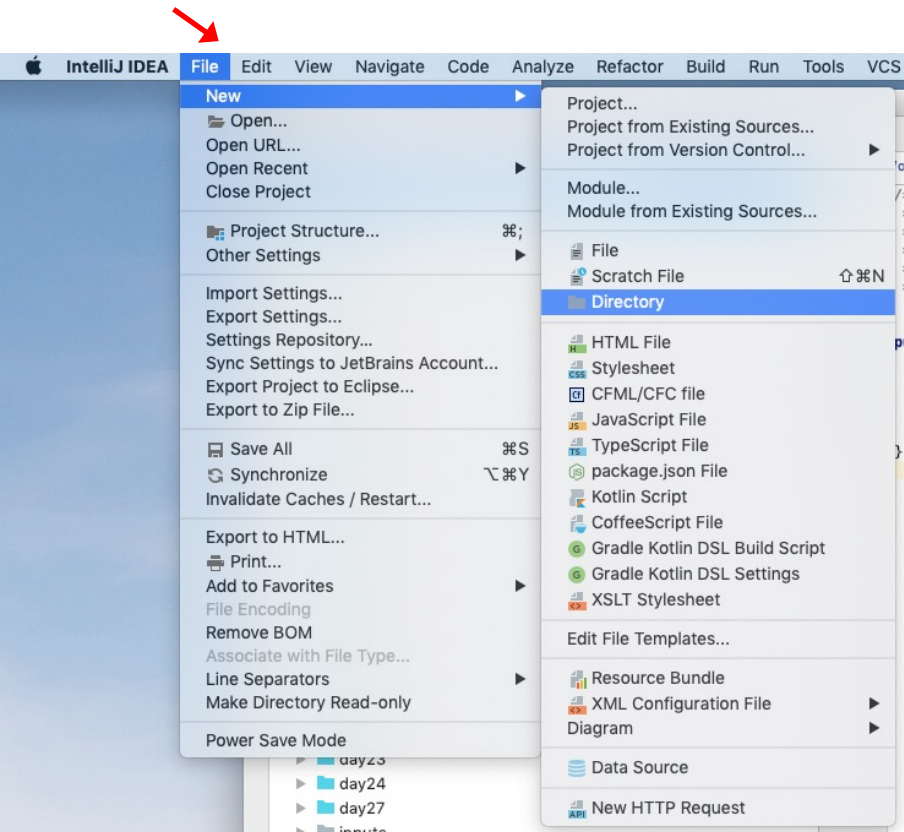 IntelliJ IDEA File Edit View Navigate Code Analyze Refactor Build Run Tools VCS
New
Open...
Open URL...
Open Recent
Close Project
Project Structure... ⌘;
Other Settings
Import Settings...
Export Settings...
Settings Repository...
Sync Settings to JetBrains Account...
Export Project to Eclipse...
Export to Zip File...
Save All ⌘S
Synchronize ⌥⌘Y
Invalidate Caches / Restart...
Export to HTML...
Print...
Add to Favorites
File Encoding
Remove BOM
Associate with File Type...
Line Separators
Make Directory Read-only
Power Save Mode
Project...
Project from Existing Sources...
Project from Version Control...
Module...
Module from Existing Sources...
File
Scratch File ⇧⌘N
Directory
HTML File
Stylesheet
CFML/CFC file
JavaScript File
TypeScript File
package.json File
Kotlin Script
CoffeeScript File
Gradle Kotlin DSL Build Script
Gradle Kotlin DSL Settings
XSLT Stylesheet
Edit File Templates...
Resource Bundle
XML Configuration File
Diagram
Data Source
New HTTP Request
day23
day24
day27
inputs